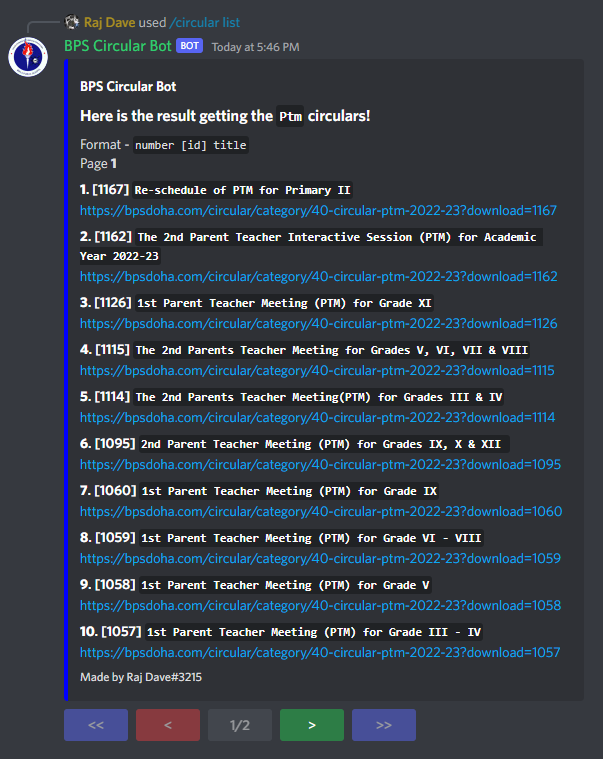 Raj Dave used /circular list
BPS Circular Bot BOT Today at 5:46 PM
BPS Circular Bot
Here is the result getting the Ptm circulars!
Format - number [id] title
Page 1
1. [1167] Re-schedule of PTM for Primary II
https://bpsdoha.com/circular/category/40-circular-ptm-2022-23?download=1167
2. [1162] The 2nd Parent Teacher Interactive Session (PTM) for Academic
Year 2022-23
https://bpsdoha.com/circular/category/40-circular-ptm-2022-23?download=1162
3. [1126] 1st Parent Teacher Meeting (PTM) for Grade XI
https://bpsdoha.com/circular/category/40-circular-ptm-2022-23?download=1126
4. [1115] The 2nd Parents Teacher Meeting for Grades V, VI, VII & VIII
https://bpsdoha.com/circular/category/40-circular-ptm-2022-23?download=1115
5. [1114] The 2nd Parents Teacher Meeting(PTM) for Grades III & IV
https://bpsdoha.com/circular/category/40-circular-ptm-2022-23?download=1114
6. [1095] 2nd Parent Teacher Meeting (PTM) for Grades IX, X & XII
https://bpsdoha.com/circular/category/40-circular-ptm-2022-23?download=1095
7. [1060] 1st Parent Teacher Meeting (PTM) for Grade IX
https://bpsdoha.com/circular/category/40-circular-ptm-2022-23?download=1060
8. [1059] 1st Parent Teacher Meeting (PTM) for Grade VI - VIII
https://bpsdoha.com/circular/category/40-circular-ptm-2022-23?download=1059
9. [1058] 1st Parent Teacher Meeting (PTM) for Grade V
https://bpsdoha.com/circular/category/40-circular-ptm-2022-23?download=1058
10. [1057] 1st Parent Teacher Meeting (PTM) for Grade III - IV
https://bpsdoha.com/circular/category/40-circular-ptm-2022-23?download=1057
Made by Raj Dave#3215
<< < 1/2 > >>